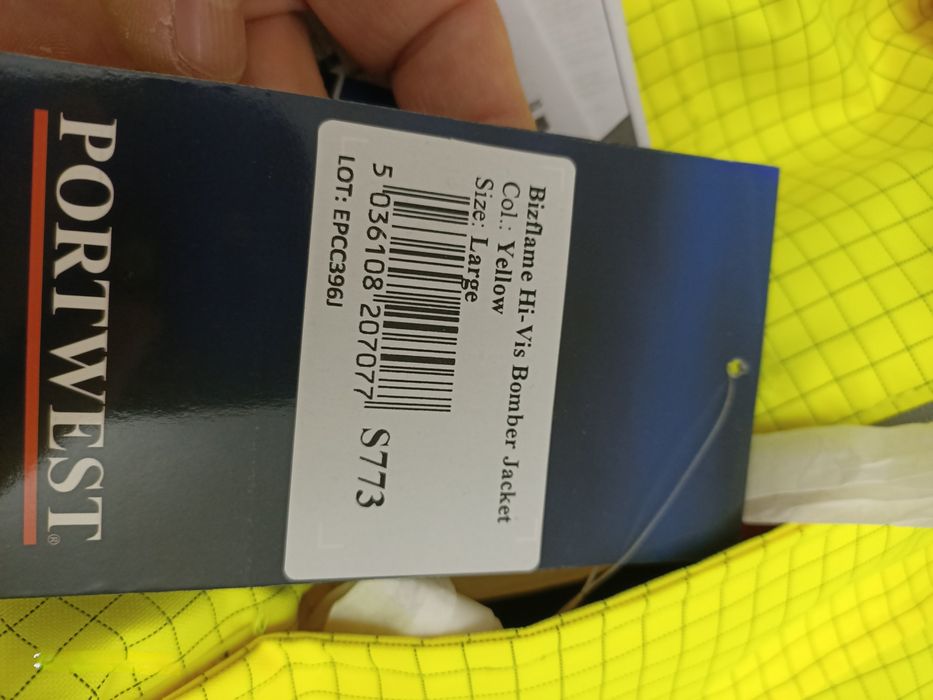 Bizflame Hi-Vis Bomber Jacket
Col.: Yellow
Size: Large
5 036108 207077
S773
LOT: EPCC396J
PORTWEST®